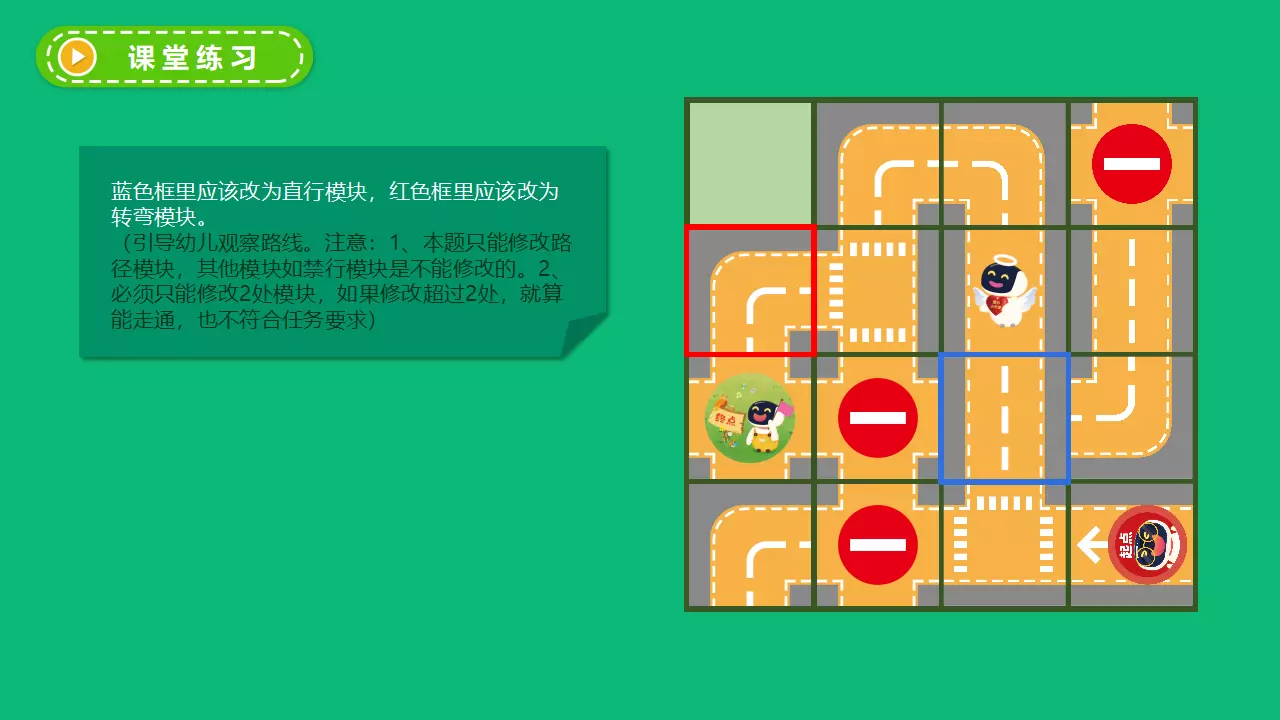 课堂练习
蓝色框里应该改为直行模块，红色框里应该改为
转弯模块。
（引导幼儿观察路线。注意：1、本题只能修改路
径模块，其他模块如禁行模块是不能修改的。2、
必须只能修改2处模块，如果修改超过2处，就算
能走通，也不符合任务要求）
终点
起点